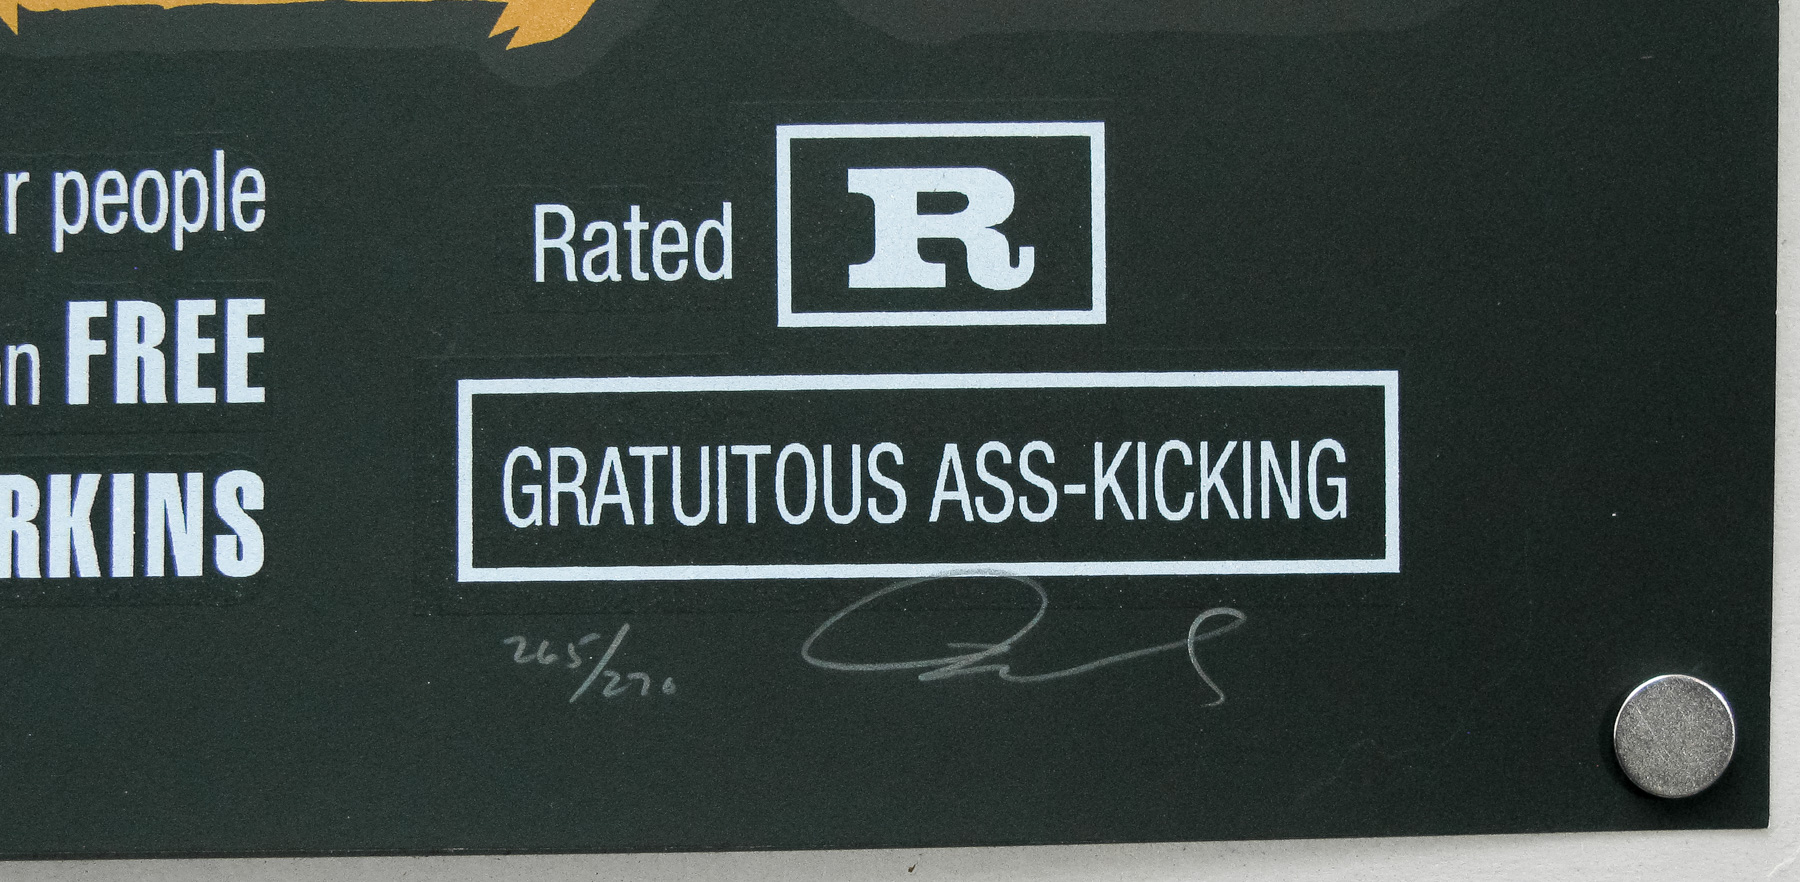 r people
n FREE
RKINS
Rated R
GRATUITOUS ASS-KICKING
265/270